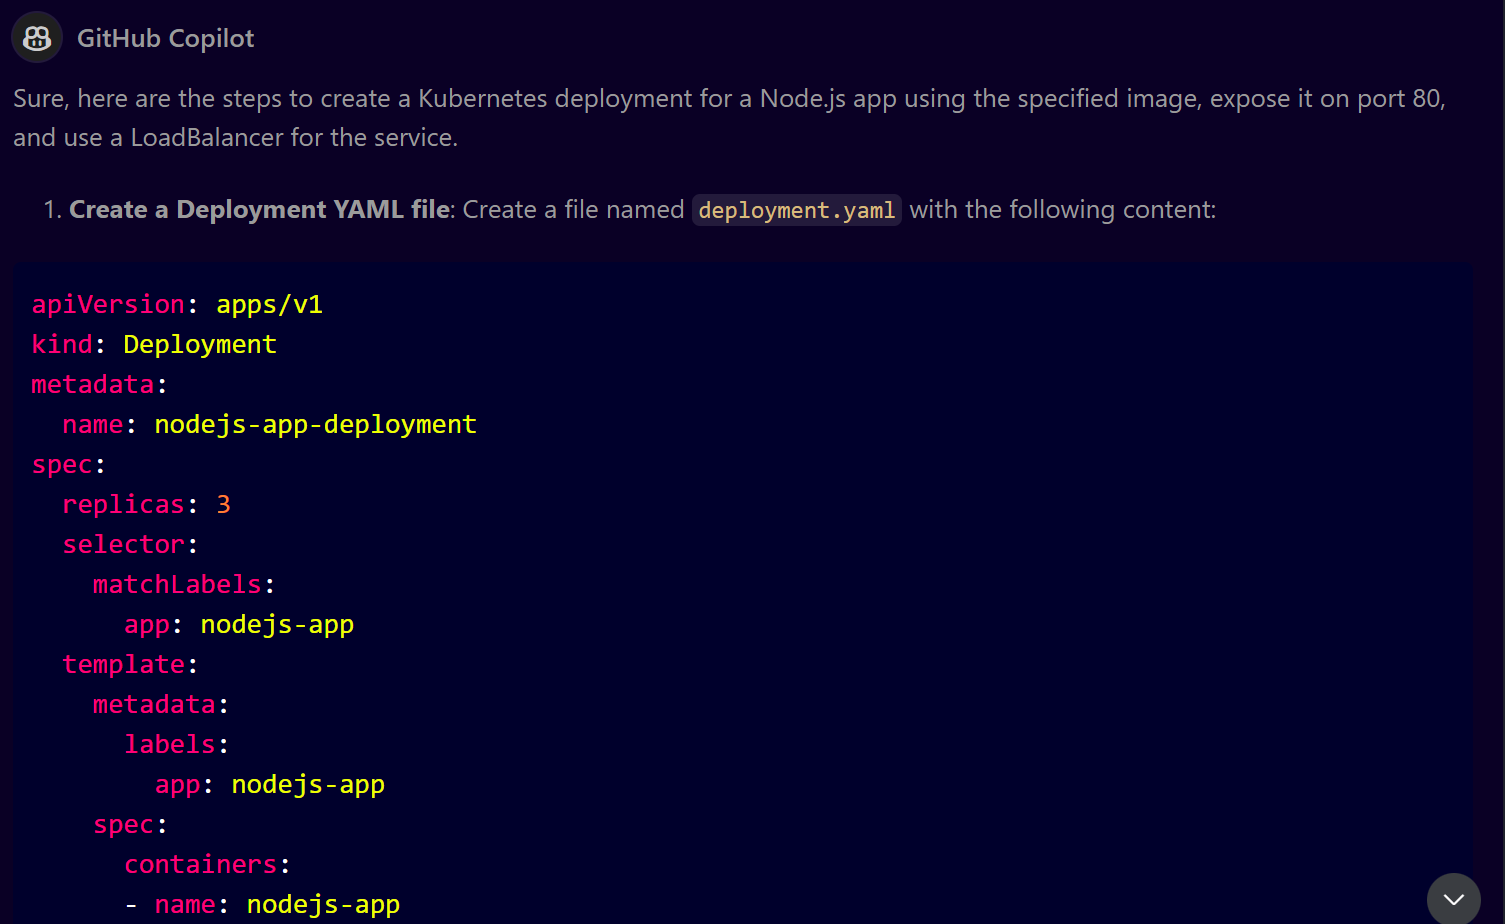 GitHub Copilot
Sure, here are the steps to create a Kubernetes deployment for a Node.js app using the specified image, expose it on port 80,
and use a LoadBalancer for the service.
1. Create a Deployment YAML file: Create a file named deployment.yaml with the following content:
apiVersion: apps/v1
kind: Deployment
metadata:
  name: nodejs-app-deployment
spec:
  replicas: 3
  selector:
    matchLabels:
      app: nodejs-app
  template:
    metadata:
      labels:
        app: nodejs-app
    spec:
      containers:
      - name: nodejs-app